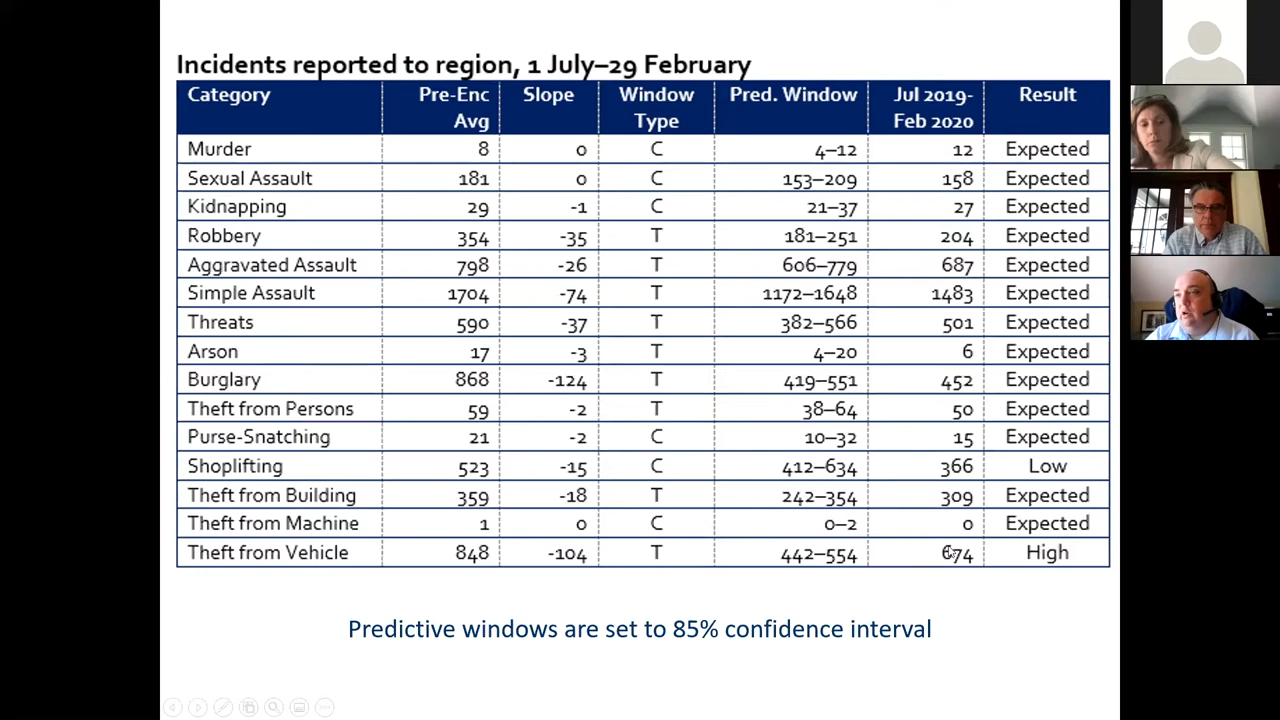 Incidents reported to region, 1 July–29 February
Category Pre-Enc Avg Slope Window Type Pred. Window Jul 2019- Feb 2020 Result
Murder 8 0 C 4–12 12 Expected
Sexual Assault 181 0 C 153–209 158 Expected
Kidnapping 29 -1 C 21–37 27 Expected
Robbery 354 -35 T 181–251 204 Expected
Aggravated Assault 798 -26 T 606–779 687 Expected
Simple Assault 1704 -74 T 1172–1648 1483 Expected
Threats 590 -37 T 382–566 501 Expected
Arson 17 -3 T 4–20 6 Expected
Burglary 868 -124 T 419–551 452 Expected
Theft from Persons 59 -2 T 38–64 50 Expected
Purse-Snatching 21 -2 C 10–32 15 Expected
Shoplifting 523 -15 C 412–634 366 Low
Theft from Building 359 -18 T 242–354 309 Expected
Theft from Machine 1 0 C 0–2 0 Expected
Theft from Vehicle 848 -104 T 442–554 674 High
Predictive windows are set to 85% confidence interval